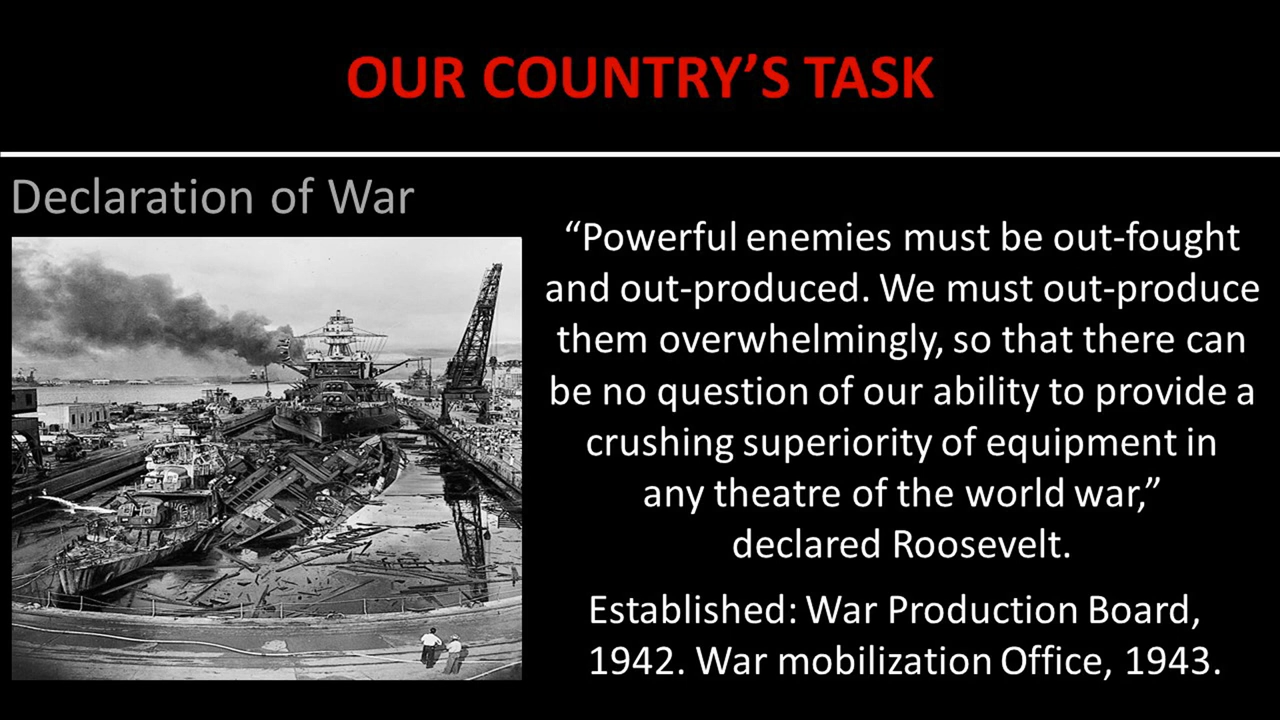 OUR COUNTRY’S TASK
Declaration of War
“Powerful enemies must be out-fought
and out-produced. We must out-produce
them overwhelmingly, so that there can
be no question of our ability to provide a
crushing superiority of equipment in
any theatre of the world war,”
declared Roosevelt.
Established: War Production Board,
1942. War mobilization Office, 1943.